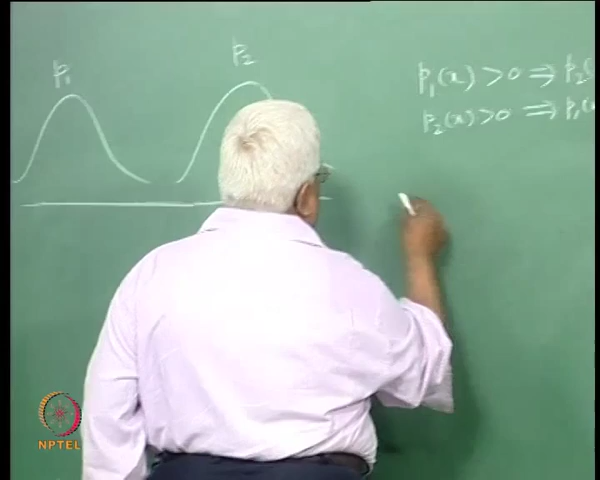 p₁
p₂
p₁(x) > 0 ⇒ p₂(
p₂(x) > 0 ⇒ p₁(
NPTEL